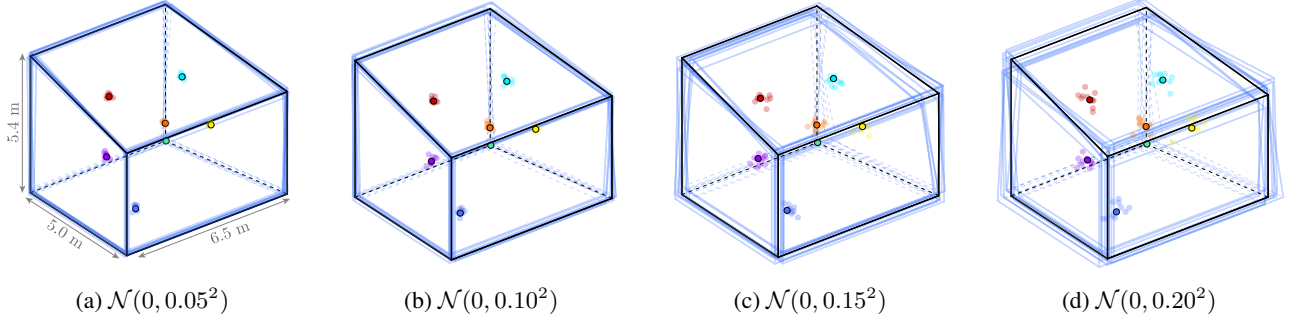 5.4 m
5.0 m
6.5 m
(a) 𝒩(0, 0.05²)
(b) 𝒩(0, 0.10²)
(c) 𝒩(0, 0.15²)
(d) 𝒩(0, 0.20²)